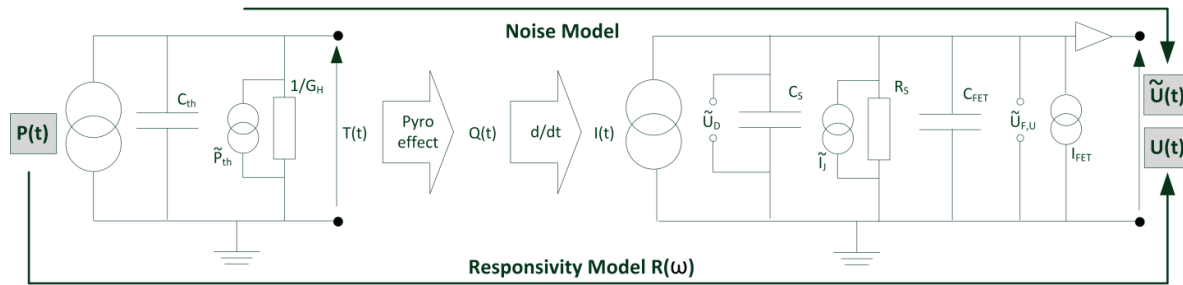 Noise Model
P(t)
C_th
1/G_H
P̃_th
T(t)
Pyro
effect
Q(t)
d/dt
I(t)
Ũ_D
C_S
Ĩ_J
R_S
C_FET
Ũ_F,U
I_FET
Ũ(t)
U(t)
Responsivity Model R(ω)